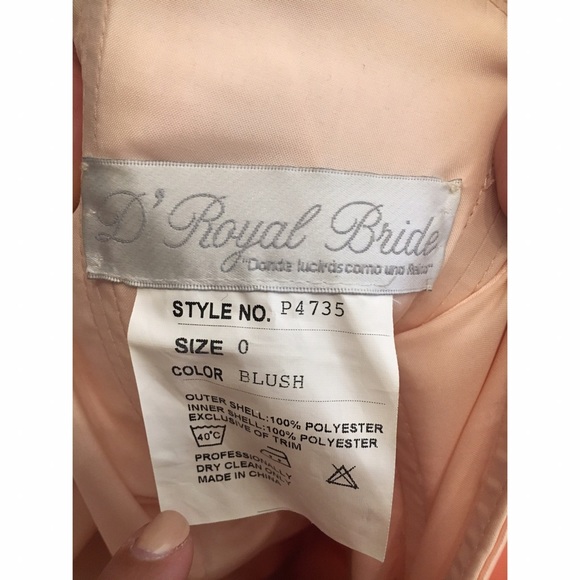 D's Royal Bride
"Donde lucirás como una Reina"
STYLE NO. P4735
SIZE 0
COLOR BLUSH
OUTER SHELL:100% POLYESTER
INNER SHELL:100% POLYESTER
EXCLUSIVE OF TRIM
40°C
PROFESSIONALLY
DRY CLEAN ONLY
MADE IN CHINA